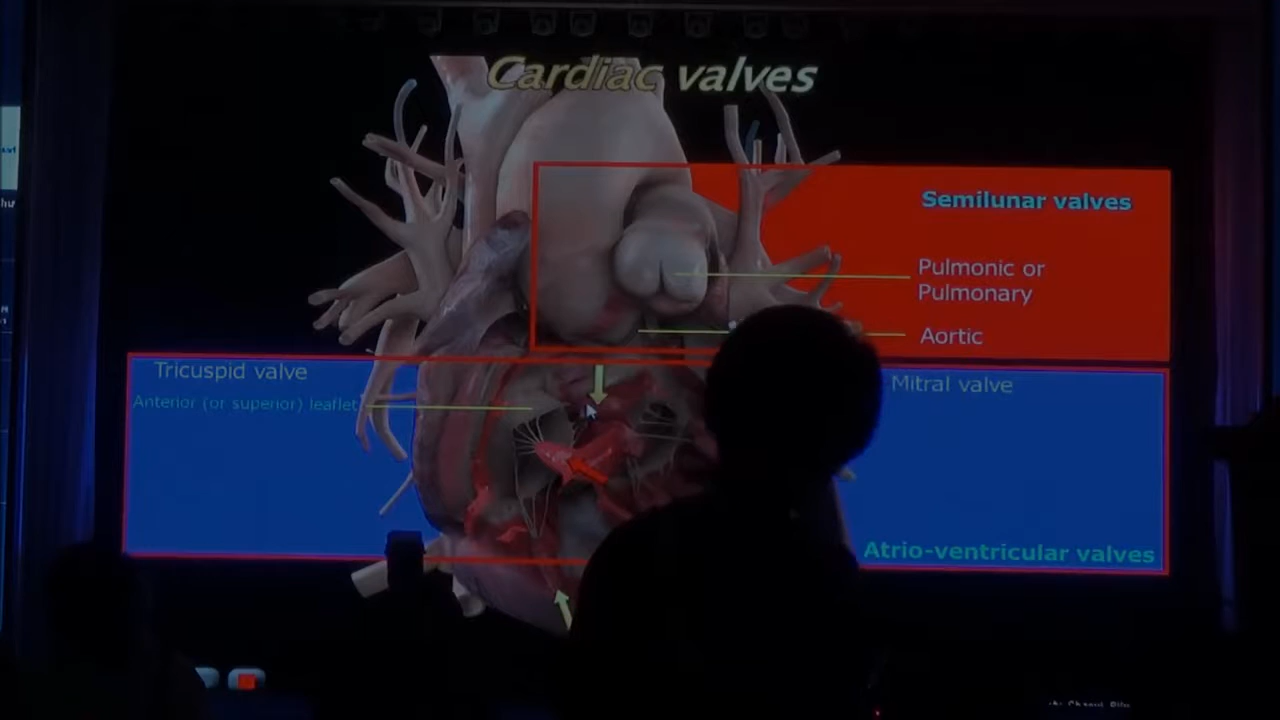 Cardiac valves
Semilunar valves
Pulmonic or
Pulmonary
Aortic
Tricuspid valve
Anterior (or superior) leaflet
Mitral valve
Atrio-ventricular valves